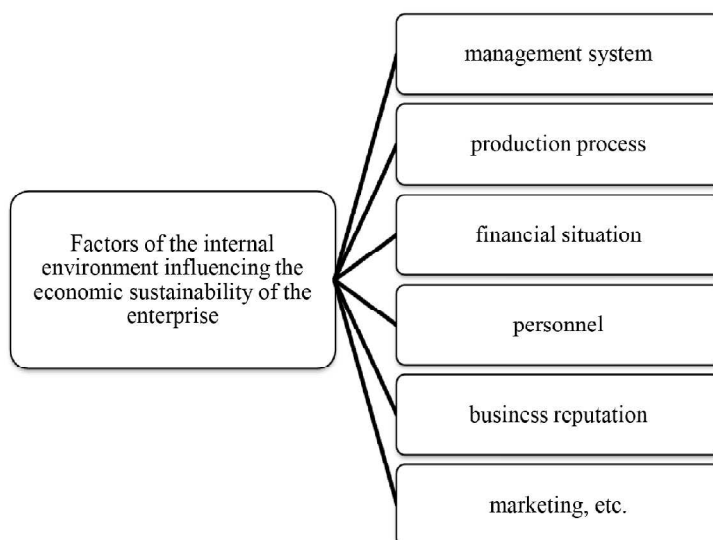 management system
production process
Factors of the internal
environment influencing the
economic sustainability of the
enterprise
financial situation
personnel
business reputation
marketing, etc.